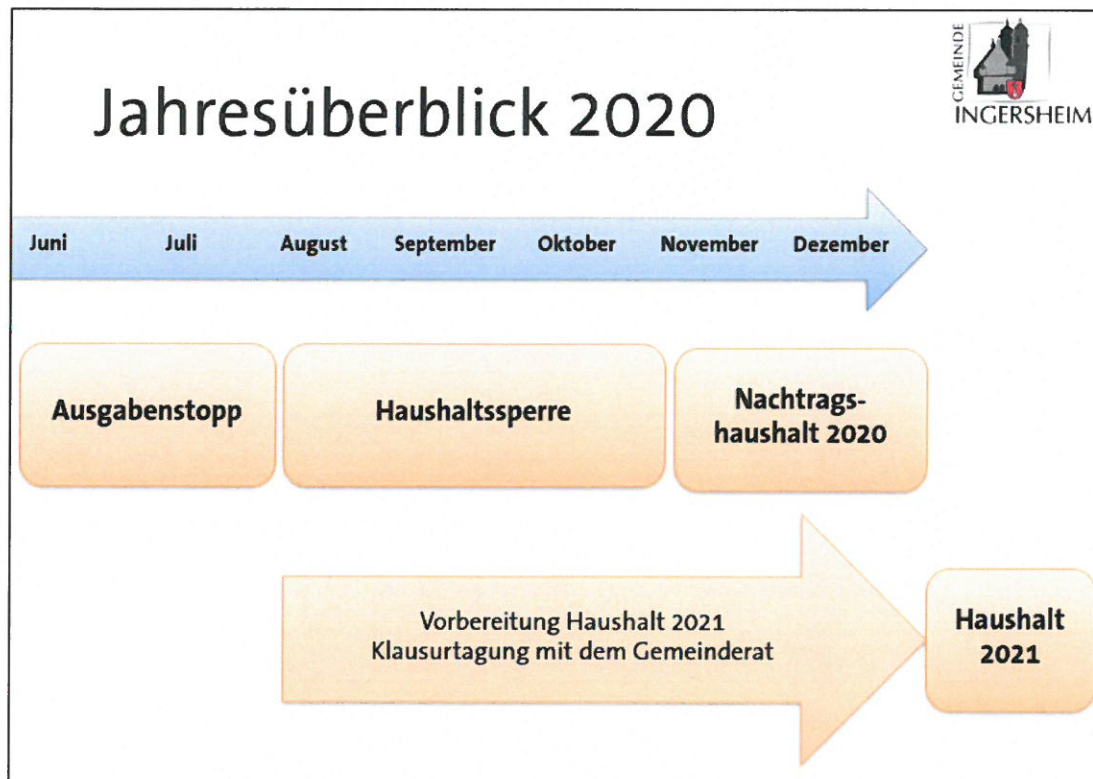 Jahresüberblick 2020
GEMEINDE
INGERSHEIM
Juni Juli August September Oktober November Dezember
Ausgabenstopp
Haushaltssperre
Nachtrags-
haushalt 2020
Vorbereitung Haushalt 2021
Klausurtagung mit dem Gemeinderat
Haushalt
2021